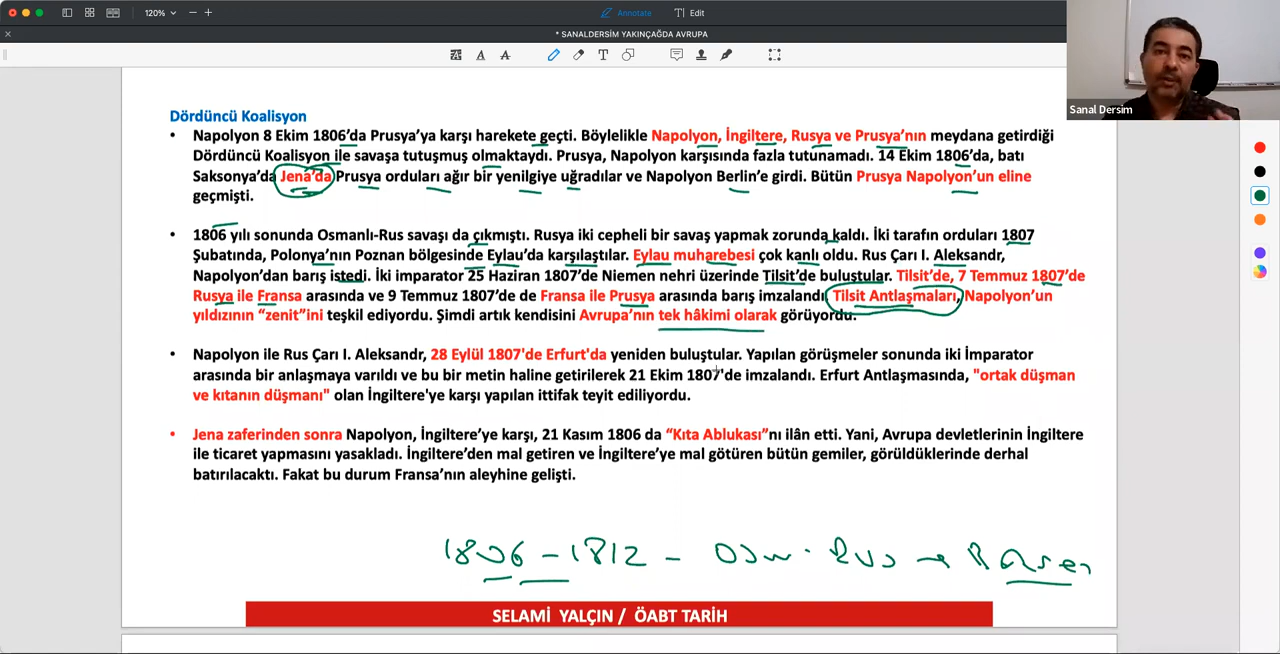 120%
Annotate
Edit
* SANALDERSİM YAKINÇAĞDA AVRUPA
Sanal Dersim
Dördüncü Koalisyon
• Napolyon 8 Ekim 1806'da Prusya'ya karşı harekete geçti. Böylelikle Napolyon, İngiltere, Rusya ve Prusya'nın meydana getirdiği
Dördüncü Koalisyon ile savaşa tutuşmuş olmaktaydı. Prusya, Napolyon karşısında fazla tutunamadı. 14 Ekim 1806'da, batı
Saksonya'da Jena'da Prusya orduları ağır bir yenilgiye uğradılar ve Napolyon Berlin'e girdi. Bütün Prusya Napolyon'un eline
geçmişti.
• 1806 yılı sonunda Osmanlı-Rus savaşı da çıkmıştı. Rusya iki cepheli bir savaş yapmak zorunda kaldı. İki tarafın orduları 1807
Şubatında, Polonya'nın Poznan bölgesinde Eylau'da karşılaştılar. Eylau muharebesi çok kanlı oldu. Rus Çarı I. Aleksandr,
Napolyon'dan barış istedi. İki imparator 25 Haziran 1807'de Niemen nehri üzerinde Tilsit'de buluştular. Tilsit'de, 7 Temmuz 1807'de
Rusya ile Fransa arasında ve 9 Temmuz 1807'de de Fransa ile Prusya arasında barış imzalandı Tilsit Antlaşmaları, Napolyon'un
yıldızının “zenit”ini teşkil ediyordu. Şimdi artık kendisini Avrupa'nın tek hâkimi olarak görüyordu.
• Napolyon ile Rus Çarı I. Aleksandr, 28 Eylül 1807'de Erfurt'da yeniden buluştular. Yapılan görüşmeler sonunda iki İmparator
arasında bir anlaşmaya varıldı ve bu bir metin haline getirilerek 21 Ekim 1807'de imzalandı. Erfurt Antlaşmasında, "ortak düşman
ve kıtanın düşmanı" olan İngiltere'ye karşı yapılan ittifak teyit ediliyordu.
• Jena zaferinden sonra Napolyon, İngiltere'ye karşı, 21 Kasım 1806 da “Kıta Ablukası”nı ilân etti. Yani, Avrupa devletlerinin İngiltere
ile ticaret yapmasını yasakladı. İngiltere'den mal getiren ve İngiltere'ye mal götüren bütün gemiler, görüldüklerinde derhal
batırılacaktı. Fakat bu durum Fransa'nın aleyhine gelişti.
1806 – 1812 – Osm. Rus →
SELAMİ YALÇIN / ÖABT TARİH